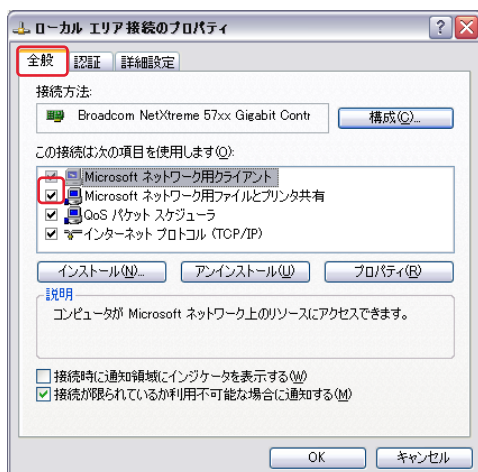 ローカル エリア接続のプロパティ
全般 認証 詳細設定
接続方法:
Broadcom NetXtreme 57xx Gigabit Contr 構成(C)...
この接続は次の項目を使用します(O):
Microsoft ネットワーク用クライアント
Microsoft ネットワーク用ファイルとプリンタ共有
QoS パケット スケジューラ
インターネット プロトコル (TCP/IP)
インストール(N)... アンインストール(U) プロパティ(R)
説明
コンピュータが Microsoft ネットワーク上のリソースにアクセスできます。
接続時に通知領域にインジケータを表示する(W)
接続が限られているか利用不可能な場合に通知する(M)
OK キャンセル